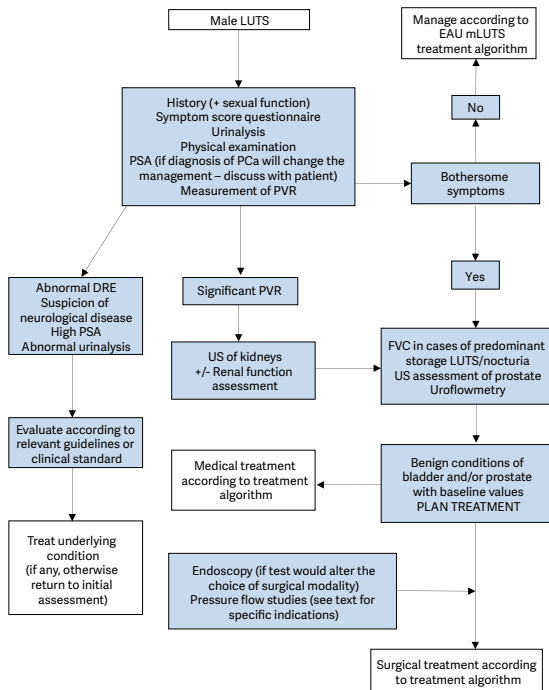 Male LUTS
Manage according to
EAU mLUTS
treatment algorithm
History (+ sexual function)
Symptom score questionnaire
Urinalysis
Physical examination
PSA (if diagnosis of PCa will change the
management – discuss with patient)
Measurement of PVR
No
Bothersome
symptoms
Yes
Abnormal DRE
Suspicion of
neurological disease
High PSA
Abnormal urinalysis
Significant PVR
US of kidneys
+/- Renal function
assessment
FVC in cases of predominant
storage LUTS/nocturia
US assessment of prostate
Uroflowmetry
Evaluate according to
relevant guidelines or
clinical standard
Medical treatment
according to treatment
algorithm
Benign conditions of
bladder and/or prostate
with baseline values
PLAN TREATMENT
Treat underlying
condition
(if any, otherwise
return to initial
assessment)
Endoscopy (if test would alter the
choice of surgical modality)
Pressure flow studies (see text for
specific indications)
Surgical treatment according
to treatment algorithm